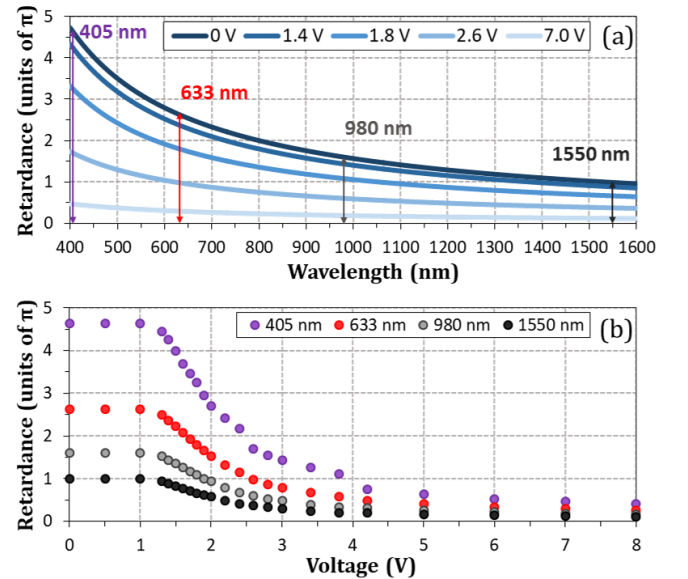 0 V 1.4 V 1.8 V 2.6 V 7.0 V (a)
405 nm
633 nm
980 nm
1550 nm
Retardance (units of π)
5
4
3
2
1
0
400 500 600 700 800 900 1000 1100 1200 1300 1400 1500 1600
Wavelength (nm)
405 nm 633 nm 980 nm 1550 nm (b)
Retardance (units of π)
5
4
3
2
1
0
0 1 2 3 4 5 6 7 8
Voltage (V)